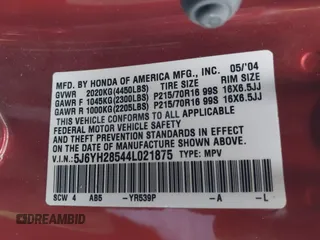 MFD. BY HONDA OF AMERICA MFG., INC. 05/'04
GVWR 2020KG(4450LBS) TIRE SIZE RIM SIZE
GAWR F 1045KG(2300LBS) P215/70R16 99S 16X6.5JJ
GAWR R 1000KG(2205LBS) P215/70R16 99S 16X6.5JJ
THIS VEHICLE CONFORMS TO ALL APPLICABLE
FEDERAL MOTOR VEHICLE SAFETY STANDARDS IN
EFFECT ON THE DATE OF MANUFACTURE SHOWN ABOVE.
V.I.N:5J6YH28544L021875 TYPE: MPV
SCW 4 AB5 -YR539P -A -L
DREAMBID